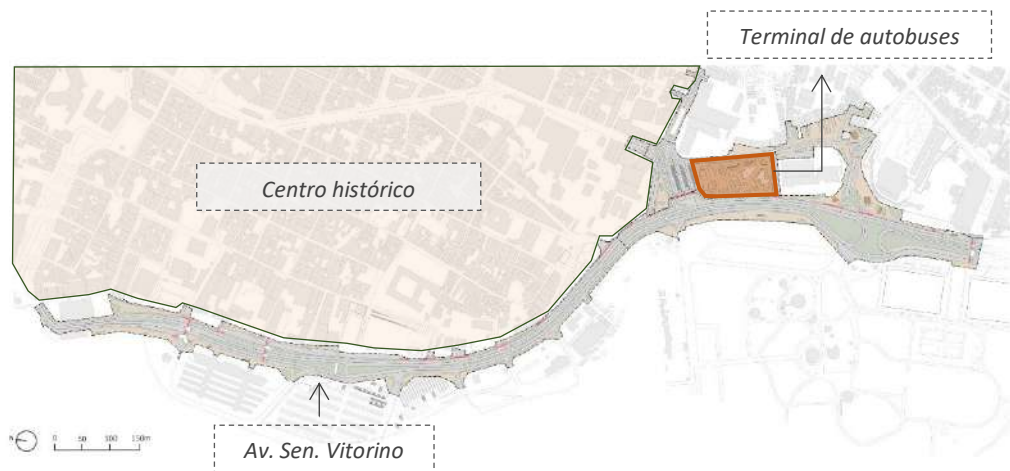 Terminal de autobuses
Centro histórico
Av. Sen. Vitorino
0 50 100 150m